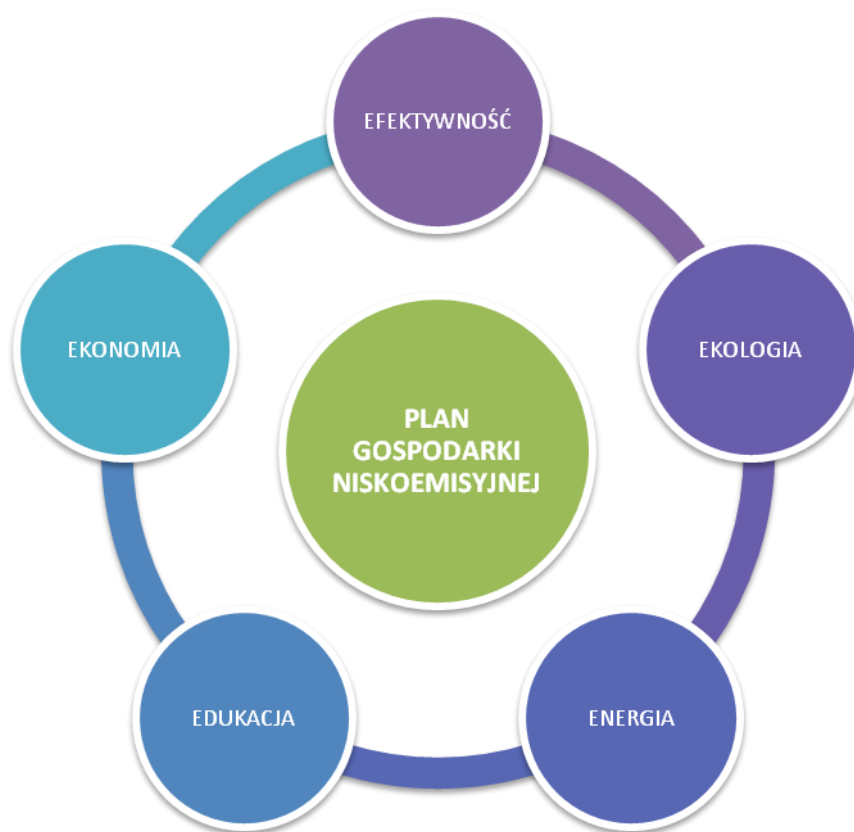 EFEKTYWNOŚĆ
EKONOMIA
EKOLOGIA
PLAN
GOSPODARKI
NISKOEMISYJNEJ
EDUKACJA
ENERGIA